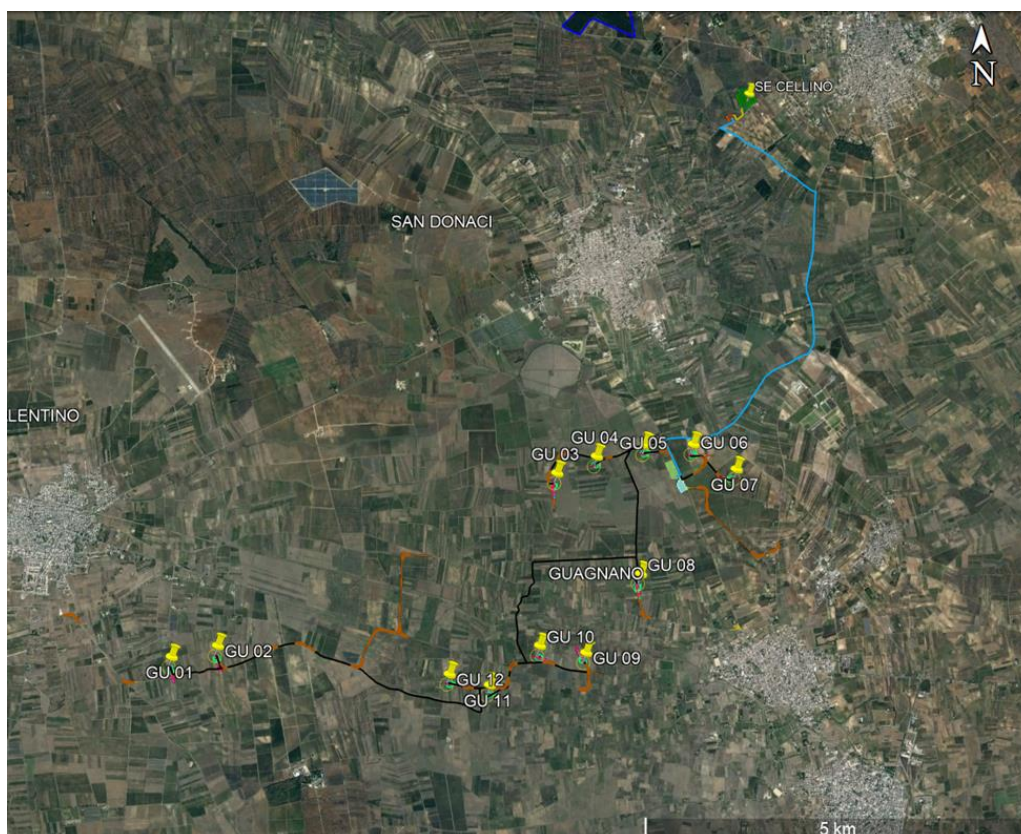 N
SE CELLINO
SAN DONACI
LENTINO
GU 04
GU 05
GU 06
GU 03
GU 07
GUAGNANO
GU 08
GU 10
GU 02
GU 09
GU 01
GU 12
GU 11
5 km